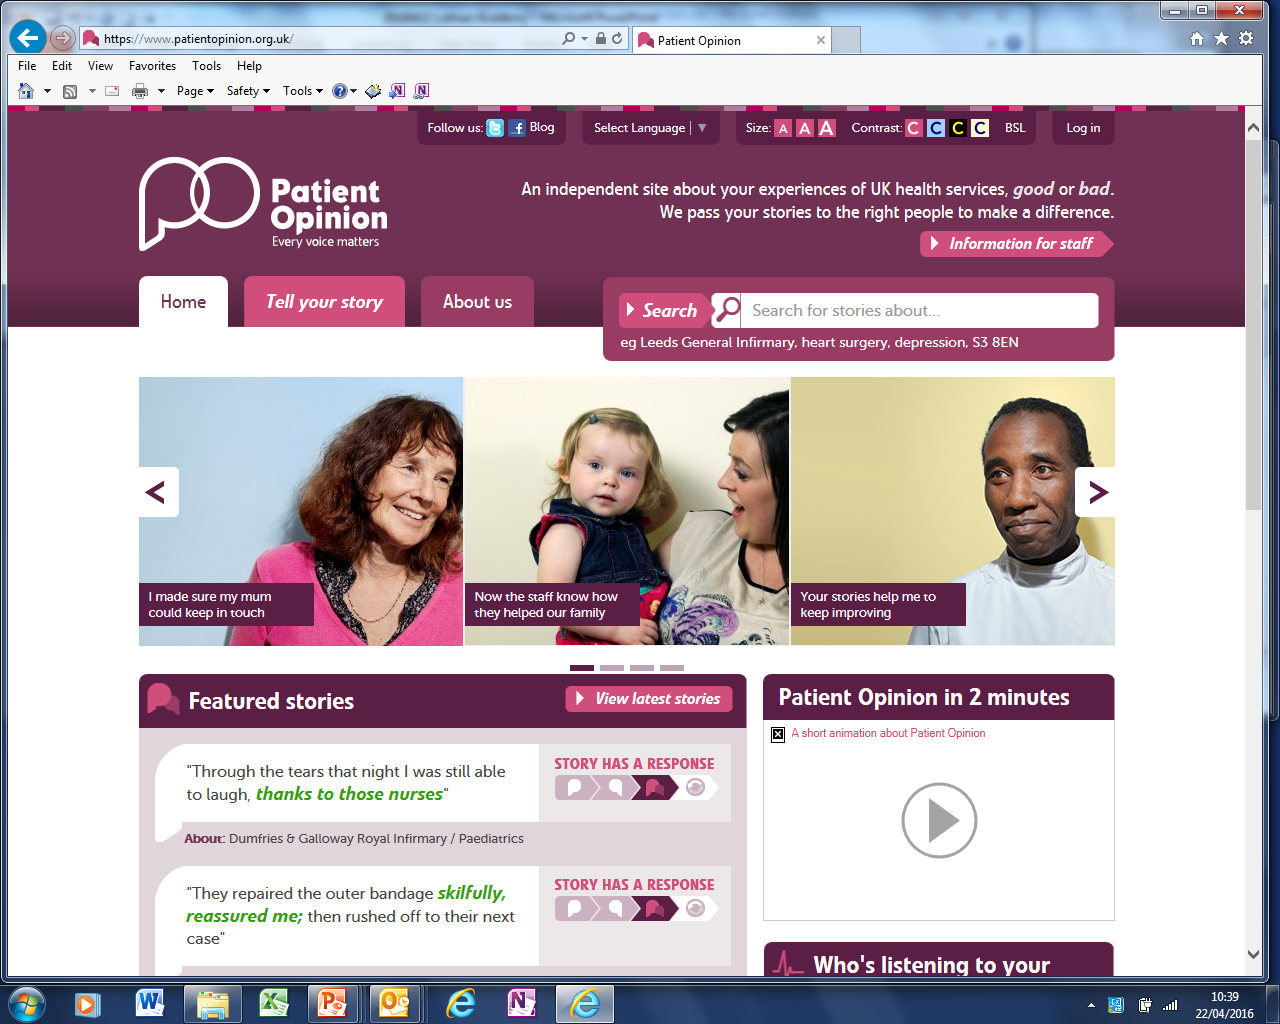 https://www.patientopinion.org.uk/
Patient Opinion
File Edit View Favorites Tools Help
Page Safety Tools
Follow us: Blog
Select Language
Size: A A A Contrast: C C C C BSL
Log in
Patient
Opinion
Every voice matters
An independent site about your experiences of UK health services, good or bad.
We pass your stories to the right people to make a difference.
Information for staff
Home
Tell your story
About us
Search
Search for stories about...
eg Leeds General Infirmary, heart surgery, depression, S3 8EN
I made sure my mum
could keep in touch
Now the staff know how
they helped our family
Your stories help me to
keep improving
Featured stories
View latest stories
"Through the tears that night I was still able
to laugh, thanks to those nurses"
STORY HAS A RESPONSE
About: Dumfries & Galloway Royal Infirmary / Paediatrics
"They repaired the outer bandage skilfully,
reassured me; then rushed off to their next
case"
STORY HAS A RESPONSE
Patient Opinion in 2 minutes
A short animation about Patient Opinion
Who's listening to your
10:39
22/04/2016